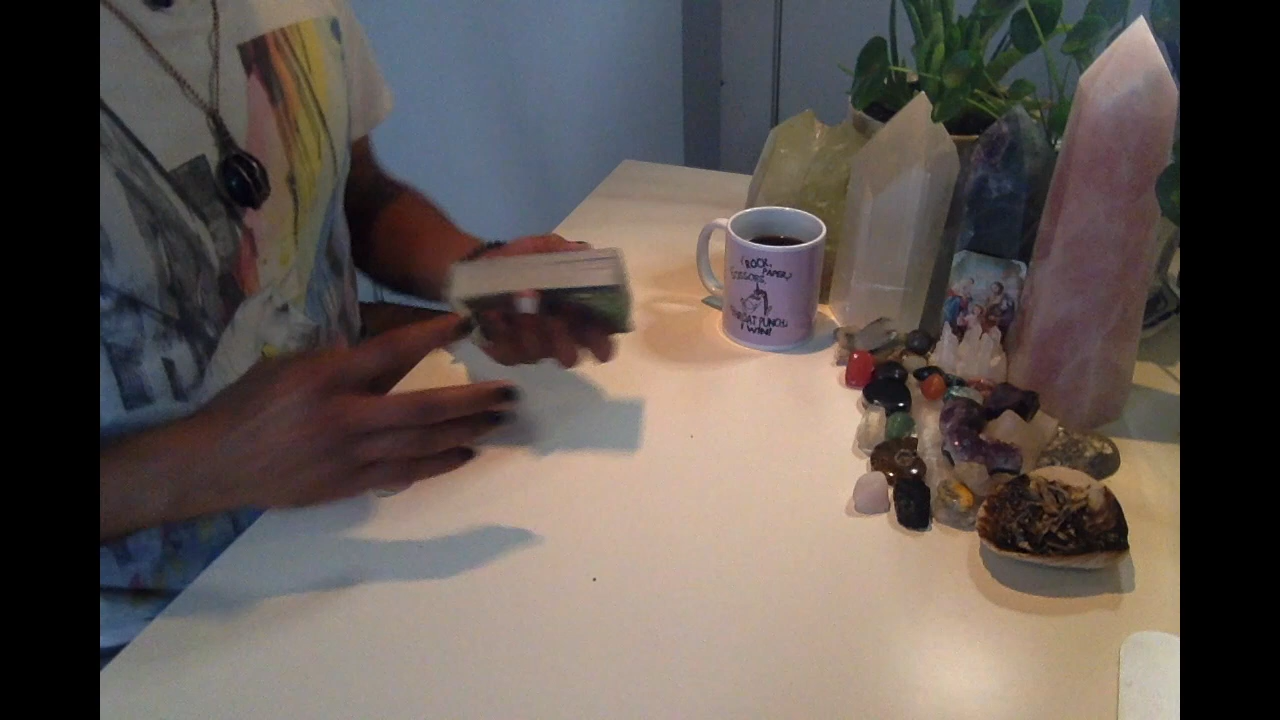 ROCK,
PAPER,
SCISSORS,
THROAT PUNCH,
I WIN!